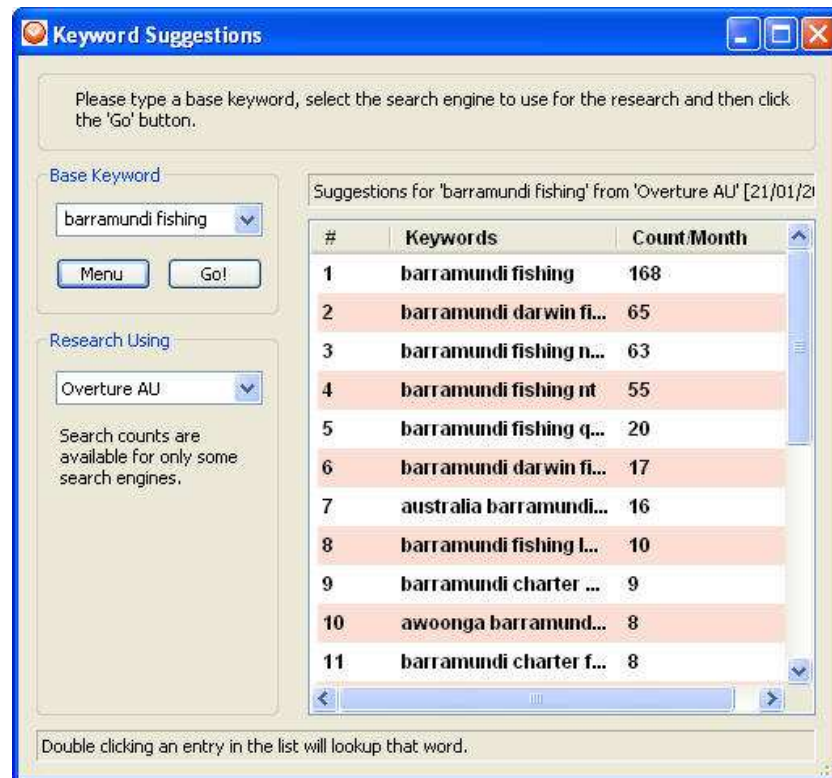 Keyword Suggestions
Please type a base keyword, select the search engine to use for the research and then click
the 'Go' button.
Base Keyword
barramundi fishing
Menu Go!
Research Using
Overture AU
Search counts are
available for only some
search engines.
Suggestions for 'barramundi fishing' from 'Overture AU' [21/01/2
# Keywords Count/Month
1 barramundi fishing 168
2 barramundi darwin fi... 65
3 barramundi fishing n... 63
4 barramundi fishing nt 55
5 barramundi fishing q... 20
6 barramundi darwin fi... 17
7 australia barramundi... 16
8 barramundi fishing l... 10
9 barramundi charter ... 9
10 awoonga barramund... 8
11 barramundi charter f... 8
Double clicking an entry in the list will lookup that word.